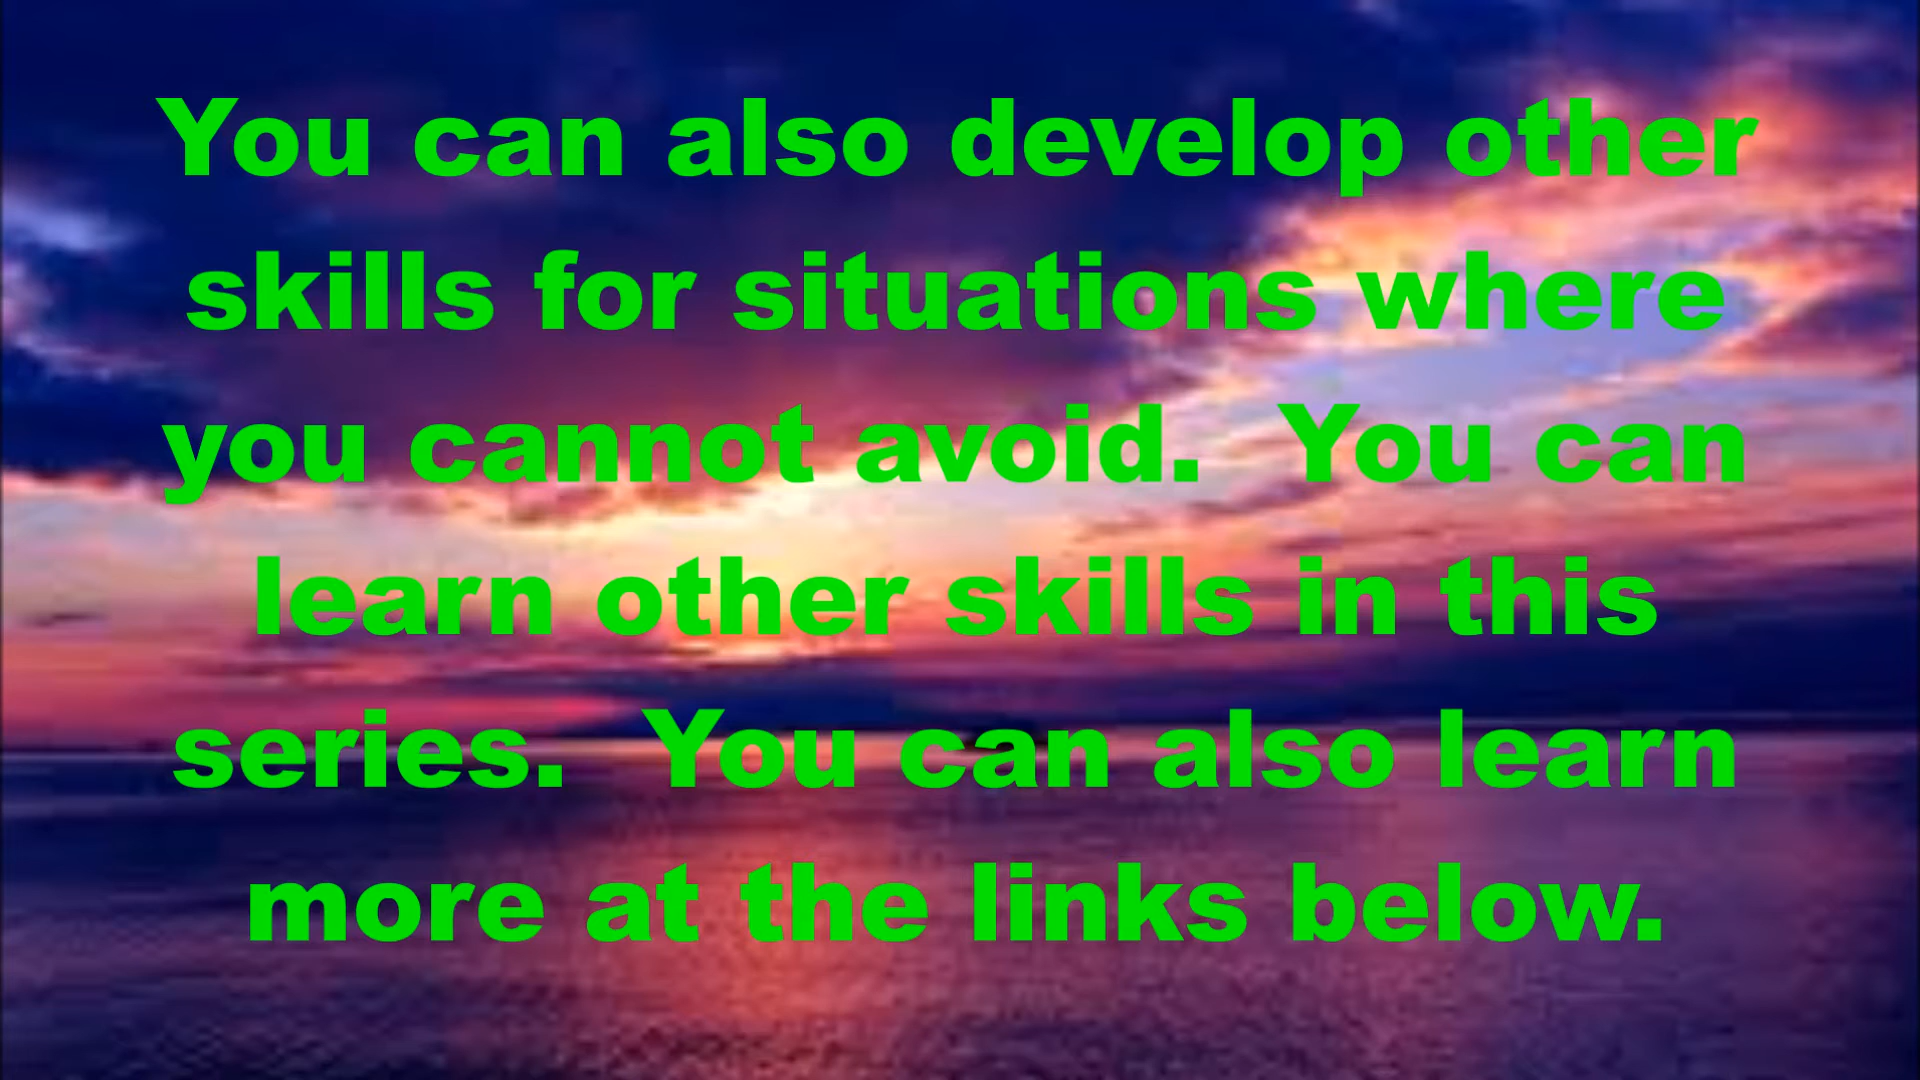 You can also develop other
skills for situations where
you cannot avoid.  You can
learn other skills in this
series.  You can also learn
more at the links below.